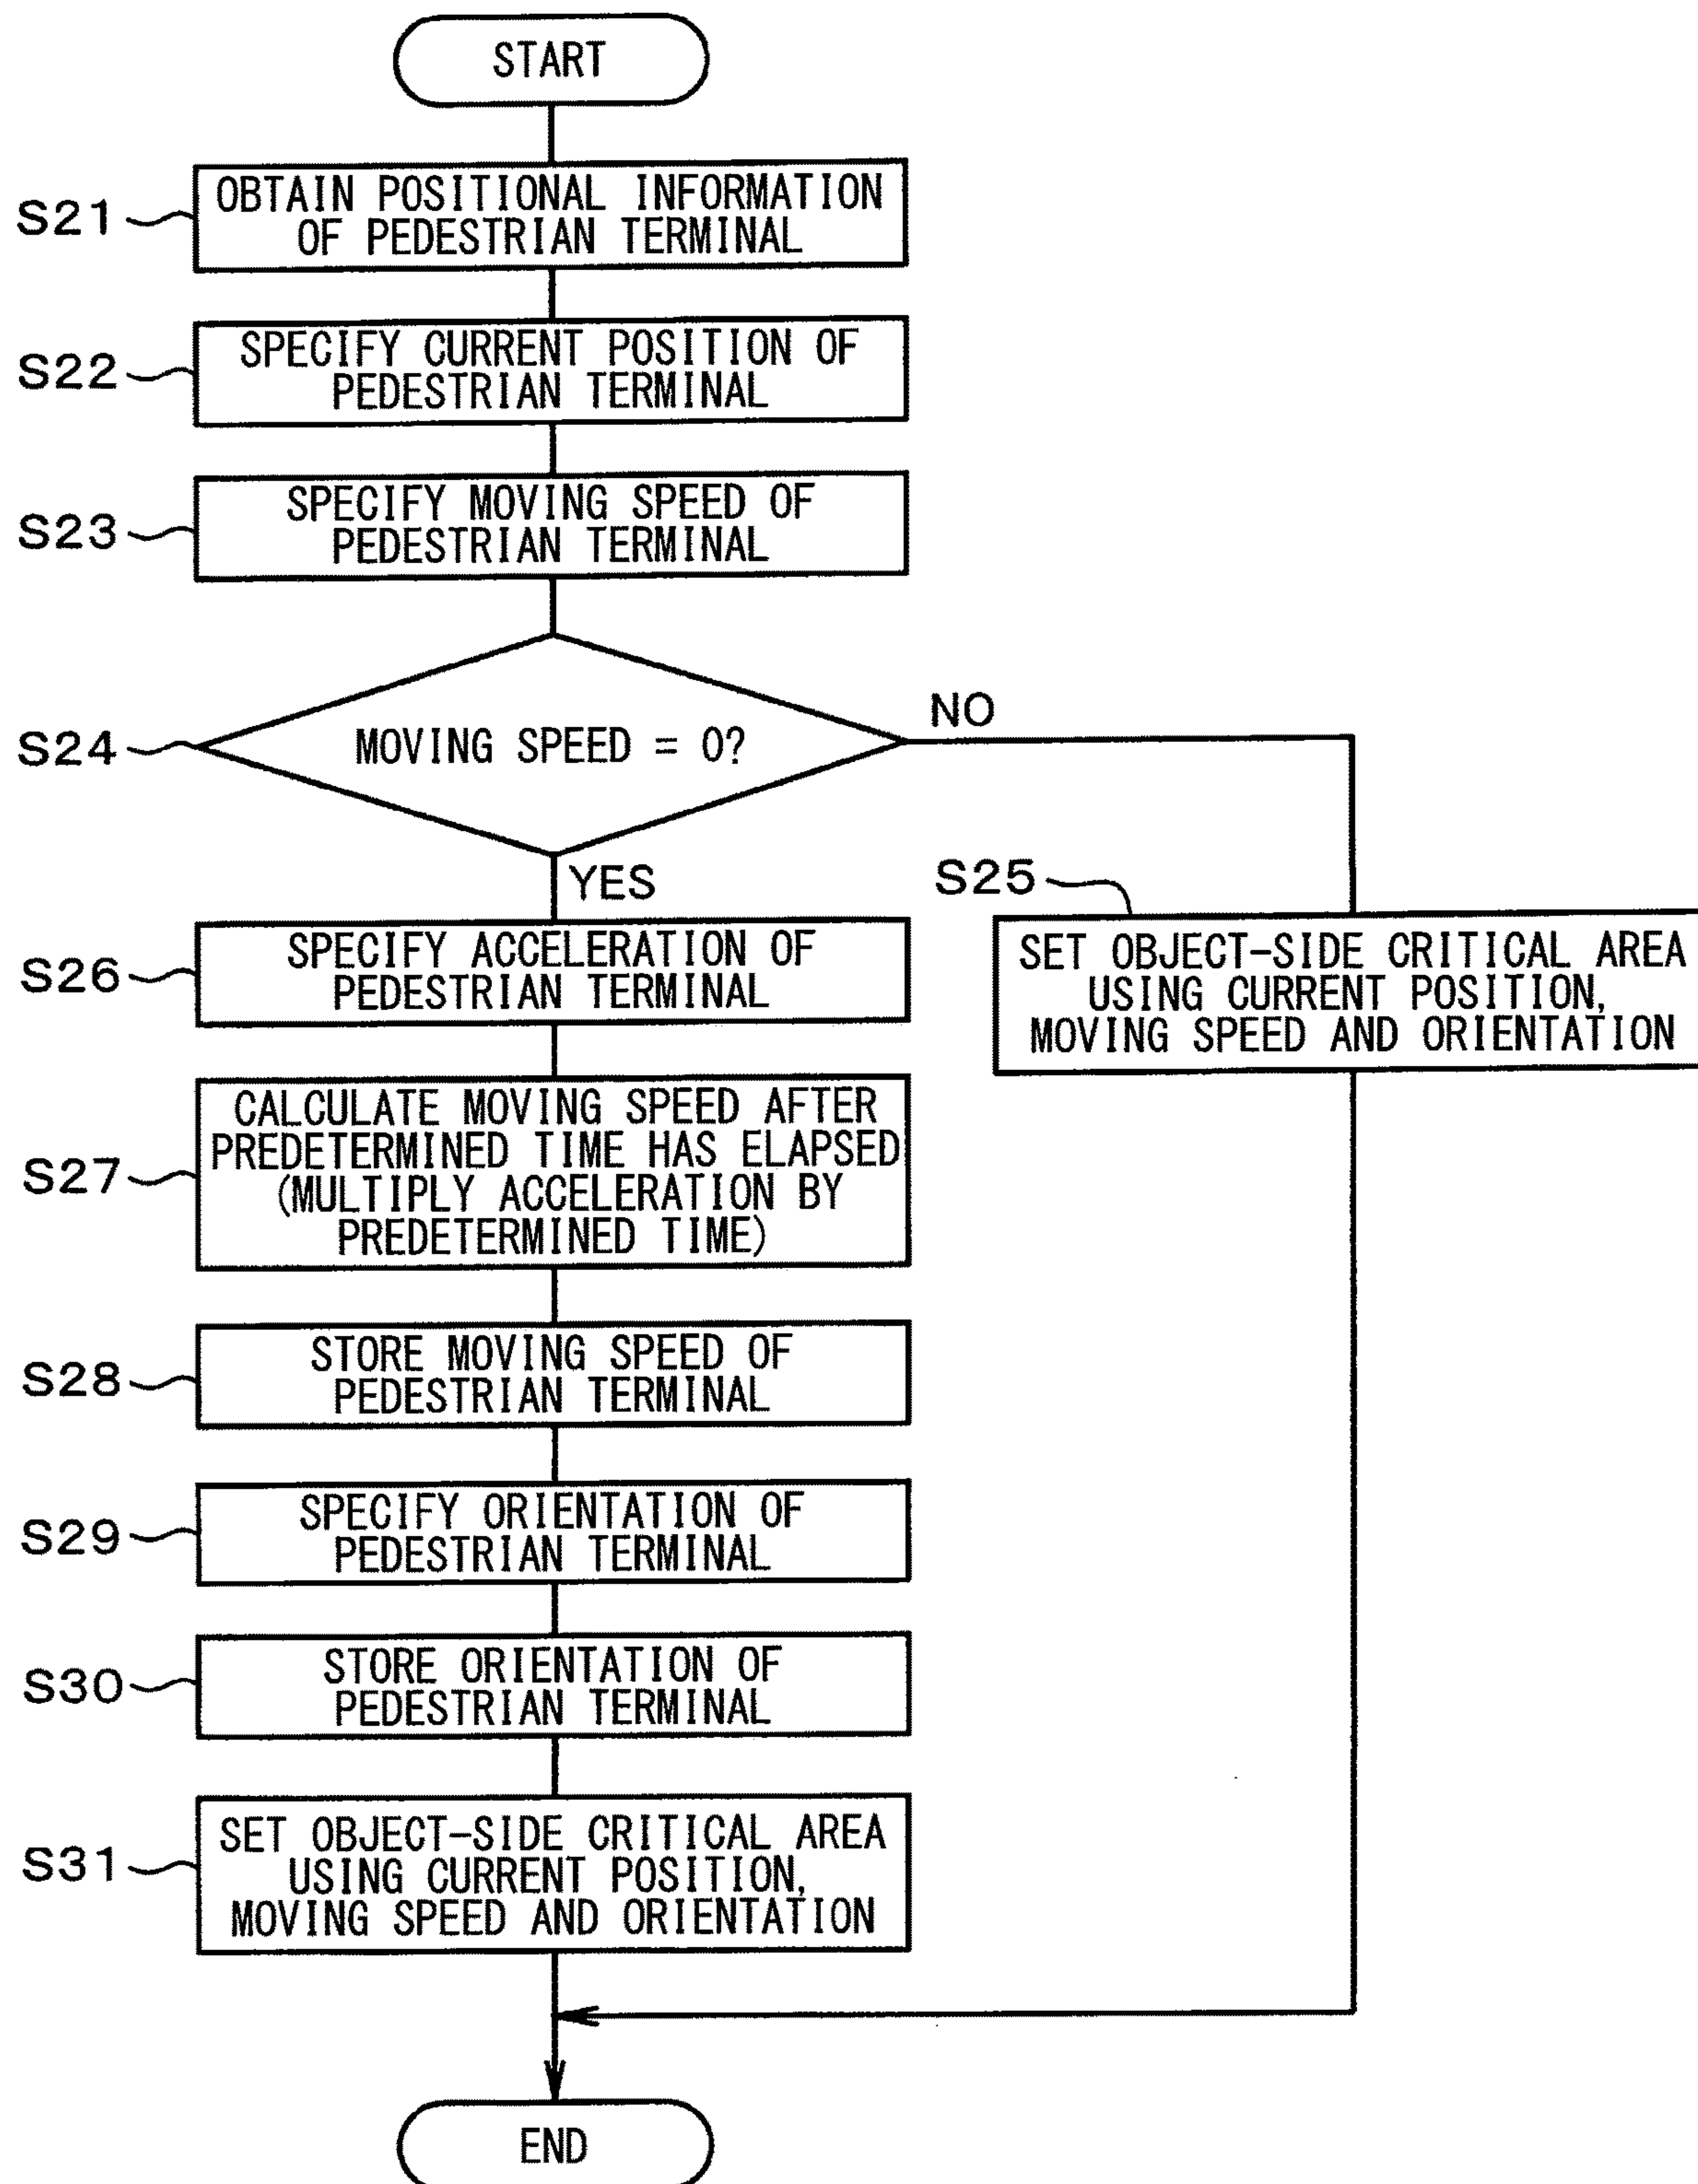 START
S21
OBTAIN POSITIONAL INFORMATION
OF PEDESTRIAN TERMINAL
S22
SPECIFY CURRENT POSITION OF
PEDESTRIAN TERMINAL
S23
SPECIFY MOVING SPEED OF
PEDESTRIAN TERMINAL
S24
MOVING SPEED = 0?
NO
YES
S25
SET OBJECT-SIDE CRITICAL AREA
USING CURRENT POSITION,
MOVING SPEED AND ORIENTATION
S26
SPECIFY ACCELERATION OF
PEDESTRIAN TERMINAL
S27
CALCULATE MOVING SPEED AFTER
PREDETERMINED TIME HAS ELAPSED
(MULTIPLY ACCELERATION BY
PREDETERMINED TIME)
S28
STORE MOVING SPEED OF
PEDESTRIAN TERMINAL
S29
SPECIFY ORIENTATION OF
PEDESTRIAN TERMINAL
S30
STORE ORIENTATION OF
PEDESTRIAN TERMINAL
S31
SET OBJECT-SIDE CRITICAL AREA
USING CURRENT POSITION,
MOVING SPEED AND ORIENTATION
END